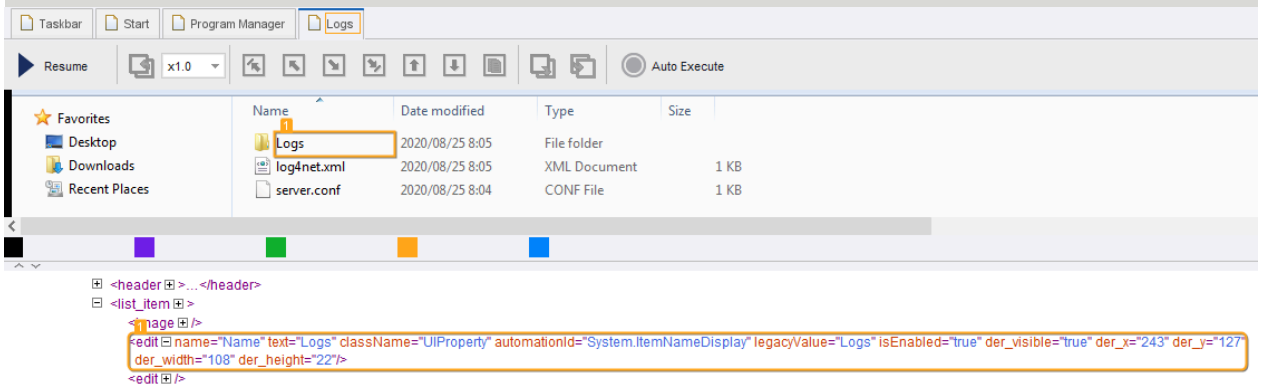 Taskbar Start Program Manager Logs
Resume x1.0 Auto Execute
Favorites
Desktop
Downloads
Recent Places
Name Date modified Type Size
1
Logs 2020/08/25 8:05 File folder
log4net.xml 2020/08/25 8:05 XML Document 1 KB
server.conf 2020/08/25 8:04 CONF File 1 KB
<header>...</header>
<list_item>
1
<edit name="Name" text="Logs" className="UIProperty" automationId="System.ItemNameDisplay" legacyValue="Logs" isEnabled="true" der_visible="true" der_x="243" der_y="127"
der_width="108" der_height="22"/>
<edit/>